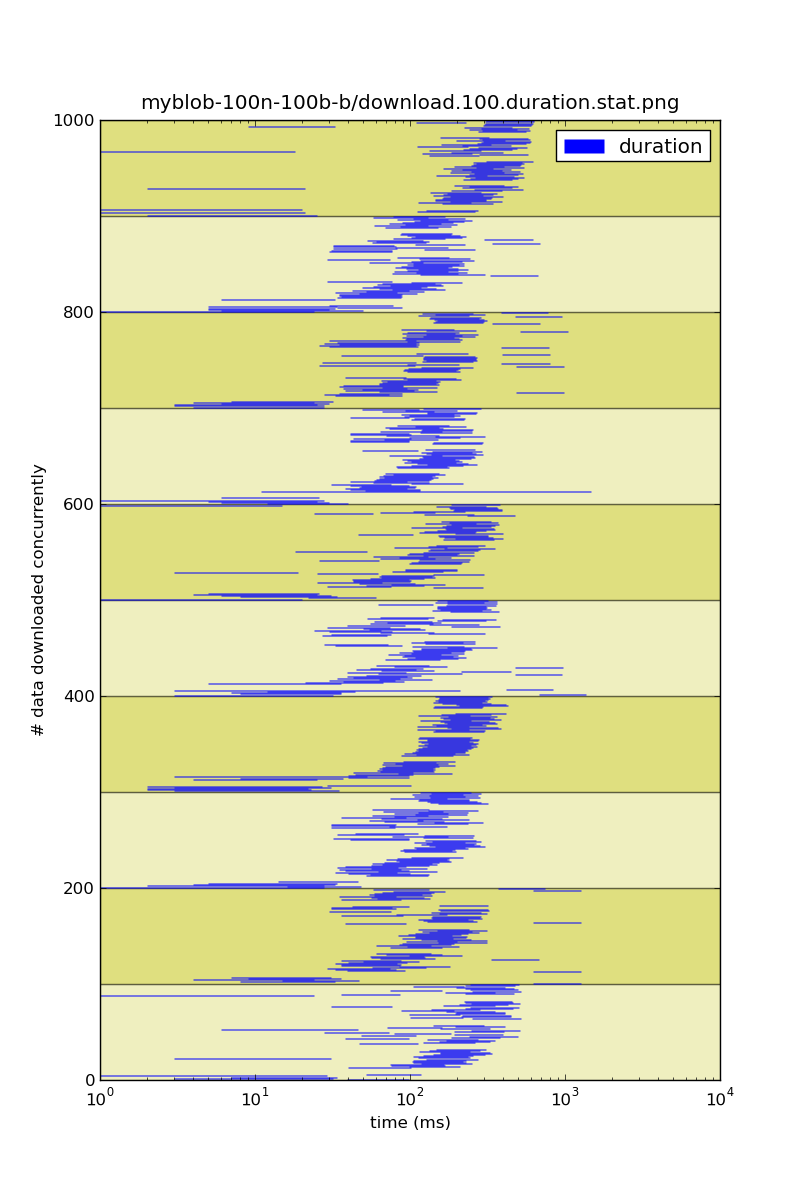 myblob-100n-100b-b/download.100.duration.stat.png
1000
duration
800
600
# data downloaded concurrently
400
200
0
10^0 10^1 10^2 10^3 10^4
time (ms)